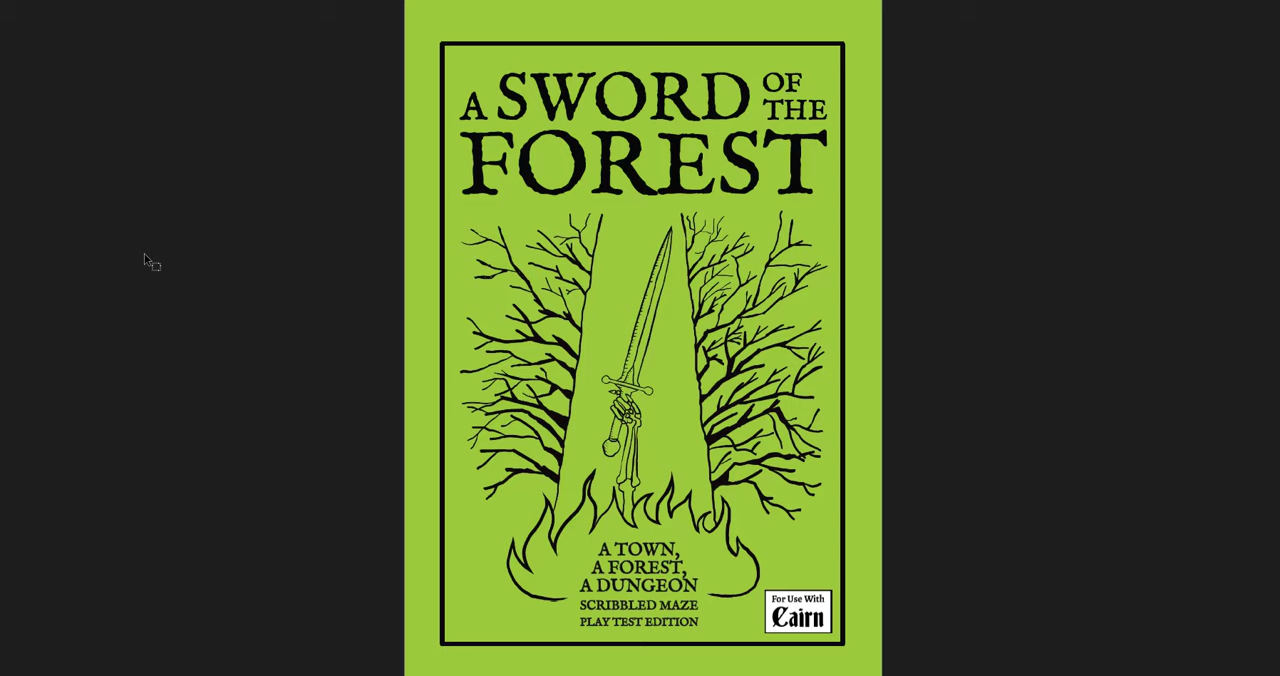 A SWORD OF THE
FOREST
A TOWN,
A FOREST,
A DUNGEON
SCRIBBLED MAZE
PLAY TEST EDITION
For Use With
Cairn